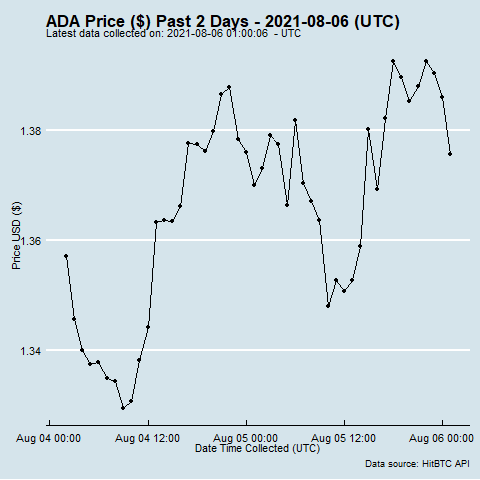 ADA Price ($) Past 2 Days - 2021-08-06 (UTC)
Latest data collected on: 2021-08-06 01:00:06 - UTC
1.38
1.36
1.34
Price USD ($)
Aug 04 00:00 Aug 04 12:00 Aug 05 00:00 Aug 05 12:00 Aug 06 00:00
Date Time Collected (UTC)
Data source: HitBTC API